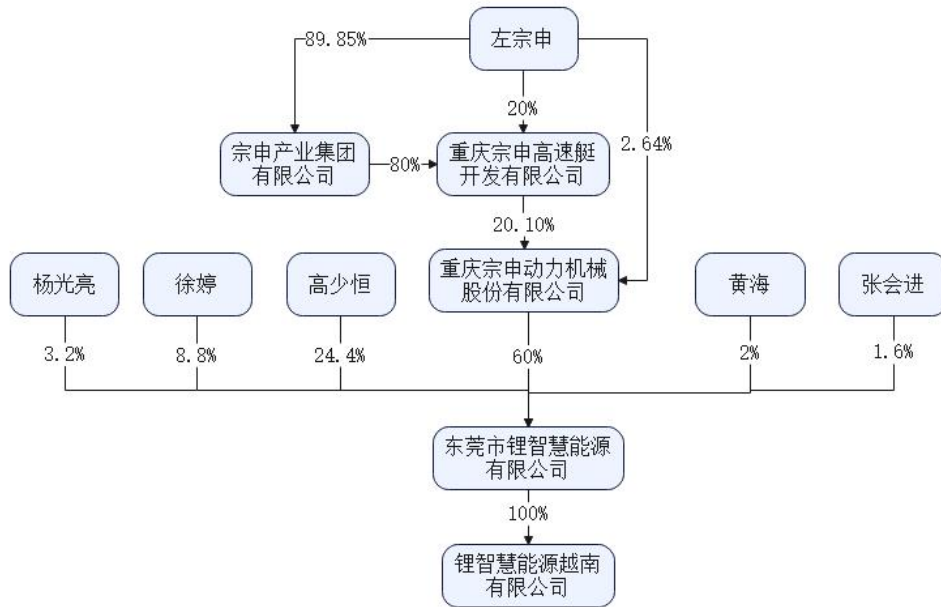 左宗申
89.85%
20%
2.64%
宗申产业集团
有限公司
80%
重庆宗申高速艇
开发有限公司
20.10%
杨光亮
徐婷
高少恒
重庆宗申动力机械
股份有限公司
黄海
张会进
3.2%
8.8%
24.4%
60%
2%
1.6%
东莞市锂智慧能源
有限公司
100%
锂智慧能源越南
有限公司